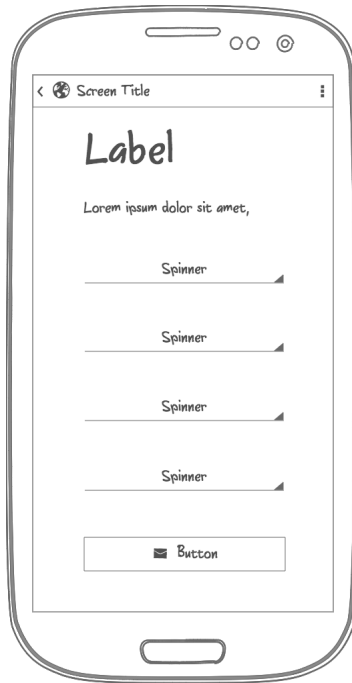 Screen Title
Label
Lorem ipsum dolor sit amet,
Spinner
Spinner
Spinner
Spinner
Button